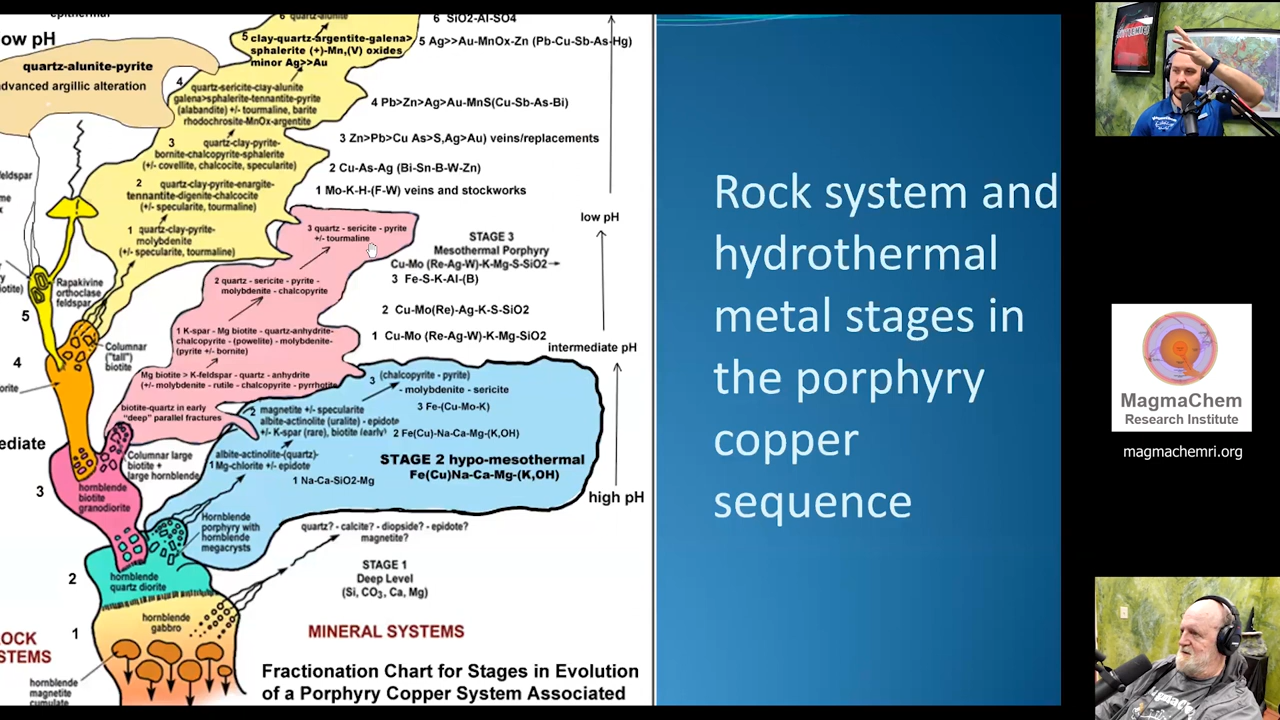 epithermal
ow pH
quartz-alunite-pyrite
advanced argillic alteration
feldspar
5
4
ediate
3
2
1
ROCK
STEMS
hornblende
magnetite
cumulate
6 quartz-alunite
5 clay-quartz-argentite-galena>
sphalerite (+)-Mn,(V) oxides
minor Ag>>Au
4 quartz-sericite-clay-alunite
galena>sphalerite-tennantite-pyrite
(alabandite) +/- tourmaline, barite
rhodochrosite-MnOx-argentite
3 quartz-clay-pyrite-
bornite-chalcopyrite-sphalerite
(+/- covellite, chalcocite, specularite)
2 quartz-clay-pyrite-enargite-
tennantite-digenite-chalcocite
(+/- specularite, tourmaline)
1 quartz-clay-pyrite-
molybdenite
(+/- specularite, tourmaline)
Rapakivine
orthoclase
feldspar
Columnar
("tall")
biotite
3 quartz - sericite - pyrite
+/- tourmaline
2 quartz - sericite - pyrite -
molybdenite - chalcopyrite
1 K-spar - Mg biotite - quartz-anhydrite-
chalcopyrite - (powelite) - molybdenite-
(pyrite +/- bornite)
Mg biotite > K-feldspar - quartz - anhydrite
(+/- molybdenite - rutile - chalcopyrite - pyrrhotite
biotite-quartz in early
"deep" parallel fractures
Columnar large
biotite +
large hornblende
hornblende
biotite
granodiorite
3 (chalcopyrite - pyrite)
- molybdenite - sericite
2 magnetite +/- specularite
albite-actinolite (uralite) - epidote
+/- K-spar (rare), biotite (early)
albite-actinolite-(quartz)-
1 Mg-chlorite +/- epidote
3 Fe-(Cu-Mo-K)
2 Fe(Cu)-Na-Ca-Mg-(K,OH)
STAGE 2 hypo-mesothermal
Fe(Cu)Na-Ca-Mg-(K,OH)
1 Na-Ca-SiO2-Mg
Hornblende
porphyry with
hornblende
megacrysts
hornblende
quartz diorite
hornblende
gabbro
quartz? - calcite? - diopside? - epidote?
magnetite?
STAGE 1
Deep Level
(Si, CO3, Ca, Mg)
MINERAL SYSTEMS
Fractionation Chart for Stages in Evolution
of a Porphyry Copper System Associated
6 SiO2-Al-SO4
5 Ag>>Au-MnOx-Zn (Pb-Cu-Sb-As-Hg)
4 Pb>Zn>Ag>Au-MnS(Cu-Sb-As-Bi)
3 Zn>Pb>Cu As>S,Ag>Au) veins/replacements
2 Cu-As-Ag (Bi-Sn-B-W-Zn)
1 Mo-K-H-(F-W) veins and stockworks
low pH
STAGE 3
Mesothermal Porphyry
Cu-Mo (Re-Ag-W)-K-Mg-S-SiO2
3 Fe-S-K-Al-(B)
2 Cu-Mo(Re)-Ag-K-S-SiO2
1 Cu-Mo (Re-Ag-W)-K-Mg-SiO2
intermediate pH
high pH
Rock system and
hydrothermal
metal stages in
the porphyry
copper
sequence
MagmaChem
Research Institute
magmachemri.org